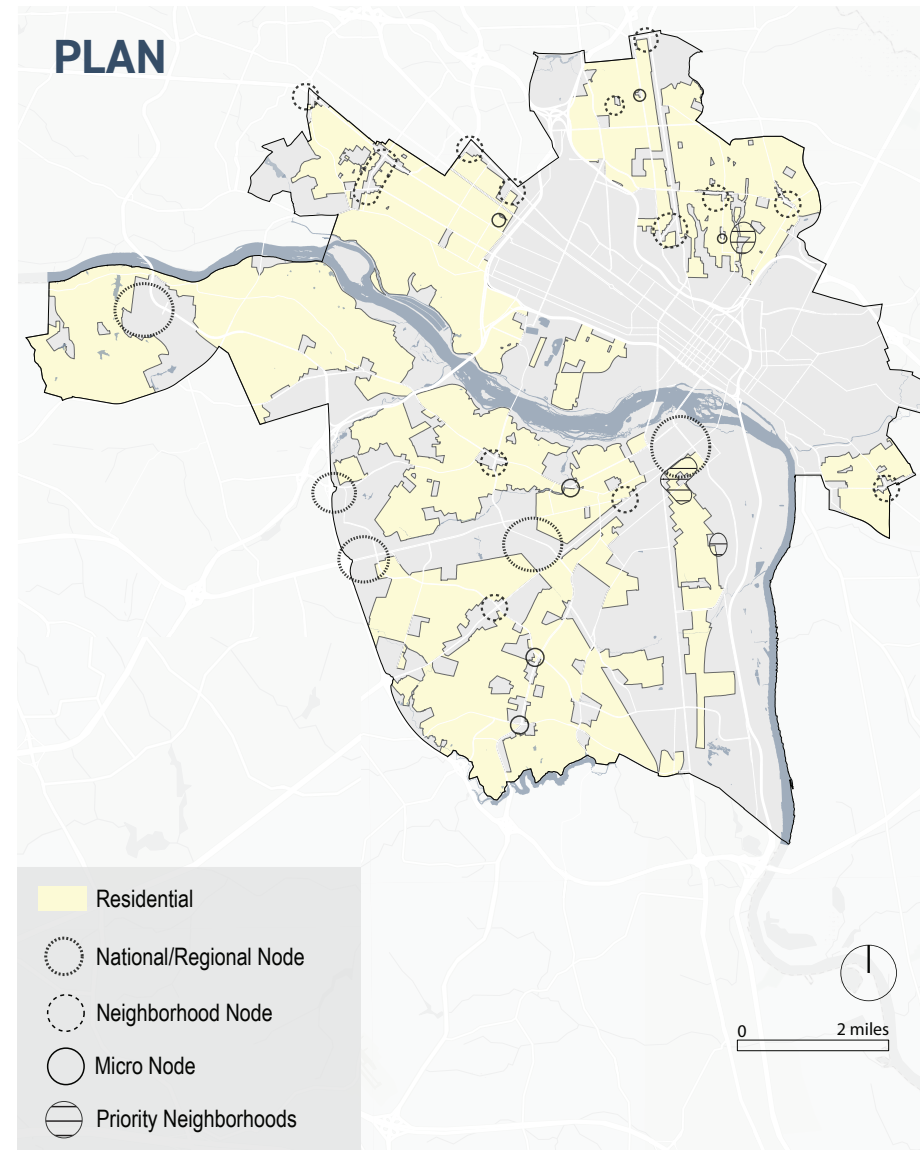 PLAN
Residential
National/Regional Node
Neighborhood Node
Micro Node
Priority Neighborhoods
0 2 miles